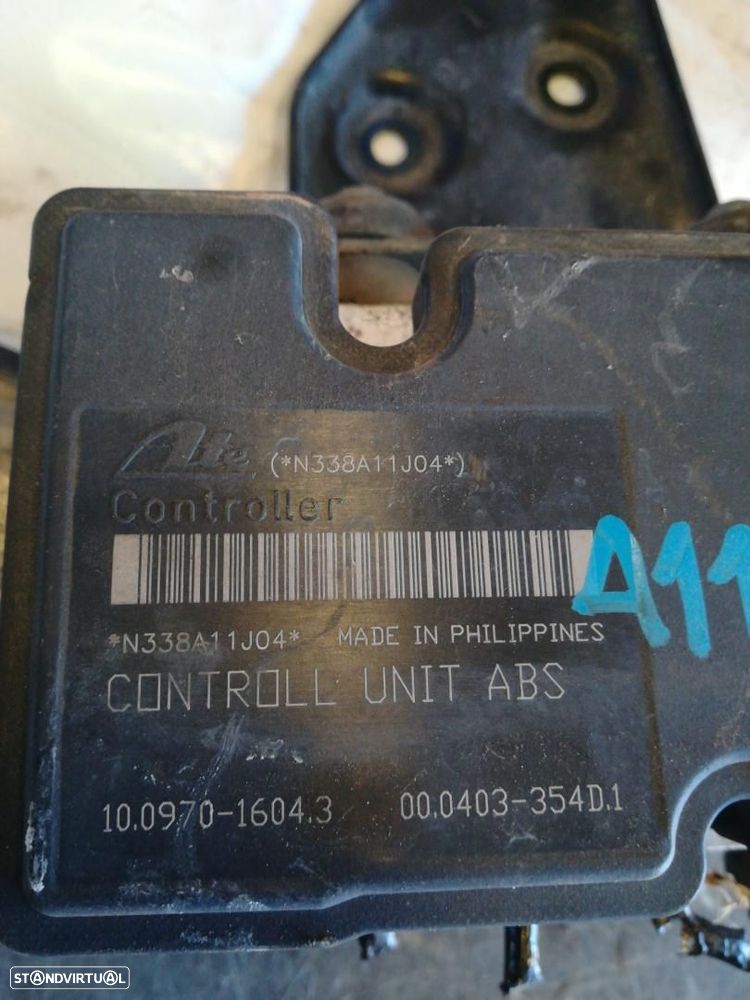 Ate (*N338A11J04*)
Controller
A11
*N338A11J04* MADE IN PHILIPPINES
CONTROLL UNIT ABS
10.0970-1604.3 00.0403-354D.1
STANDVIRTUAL